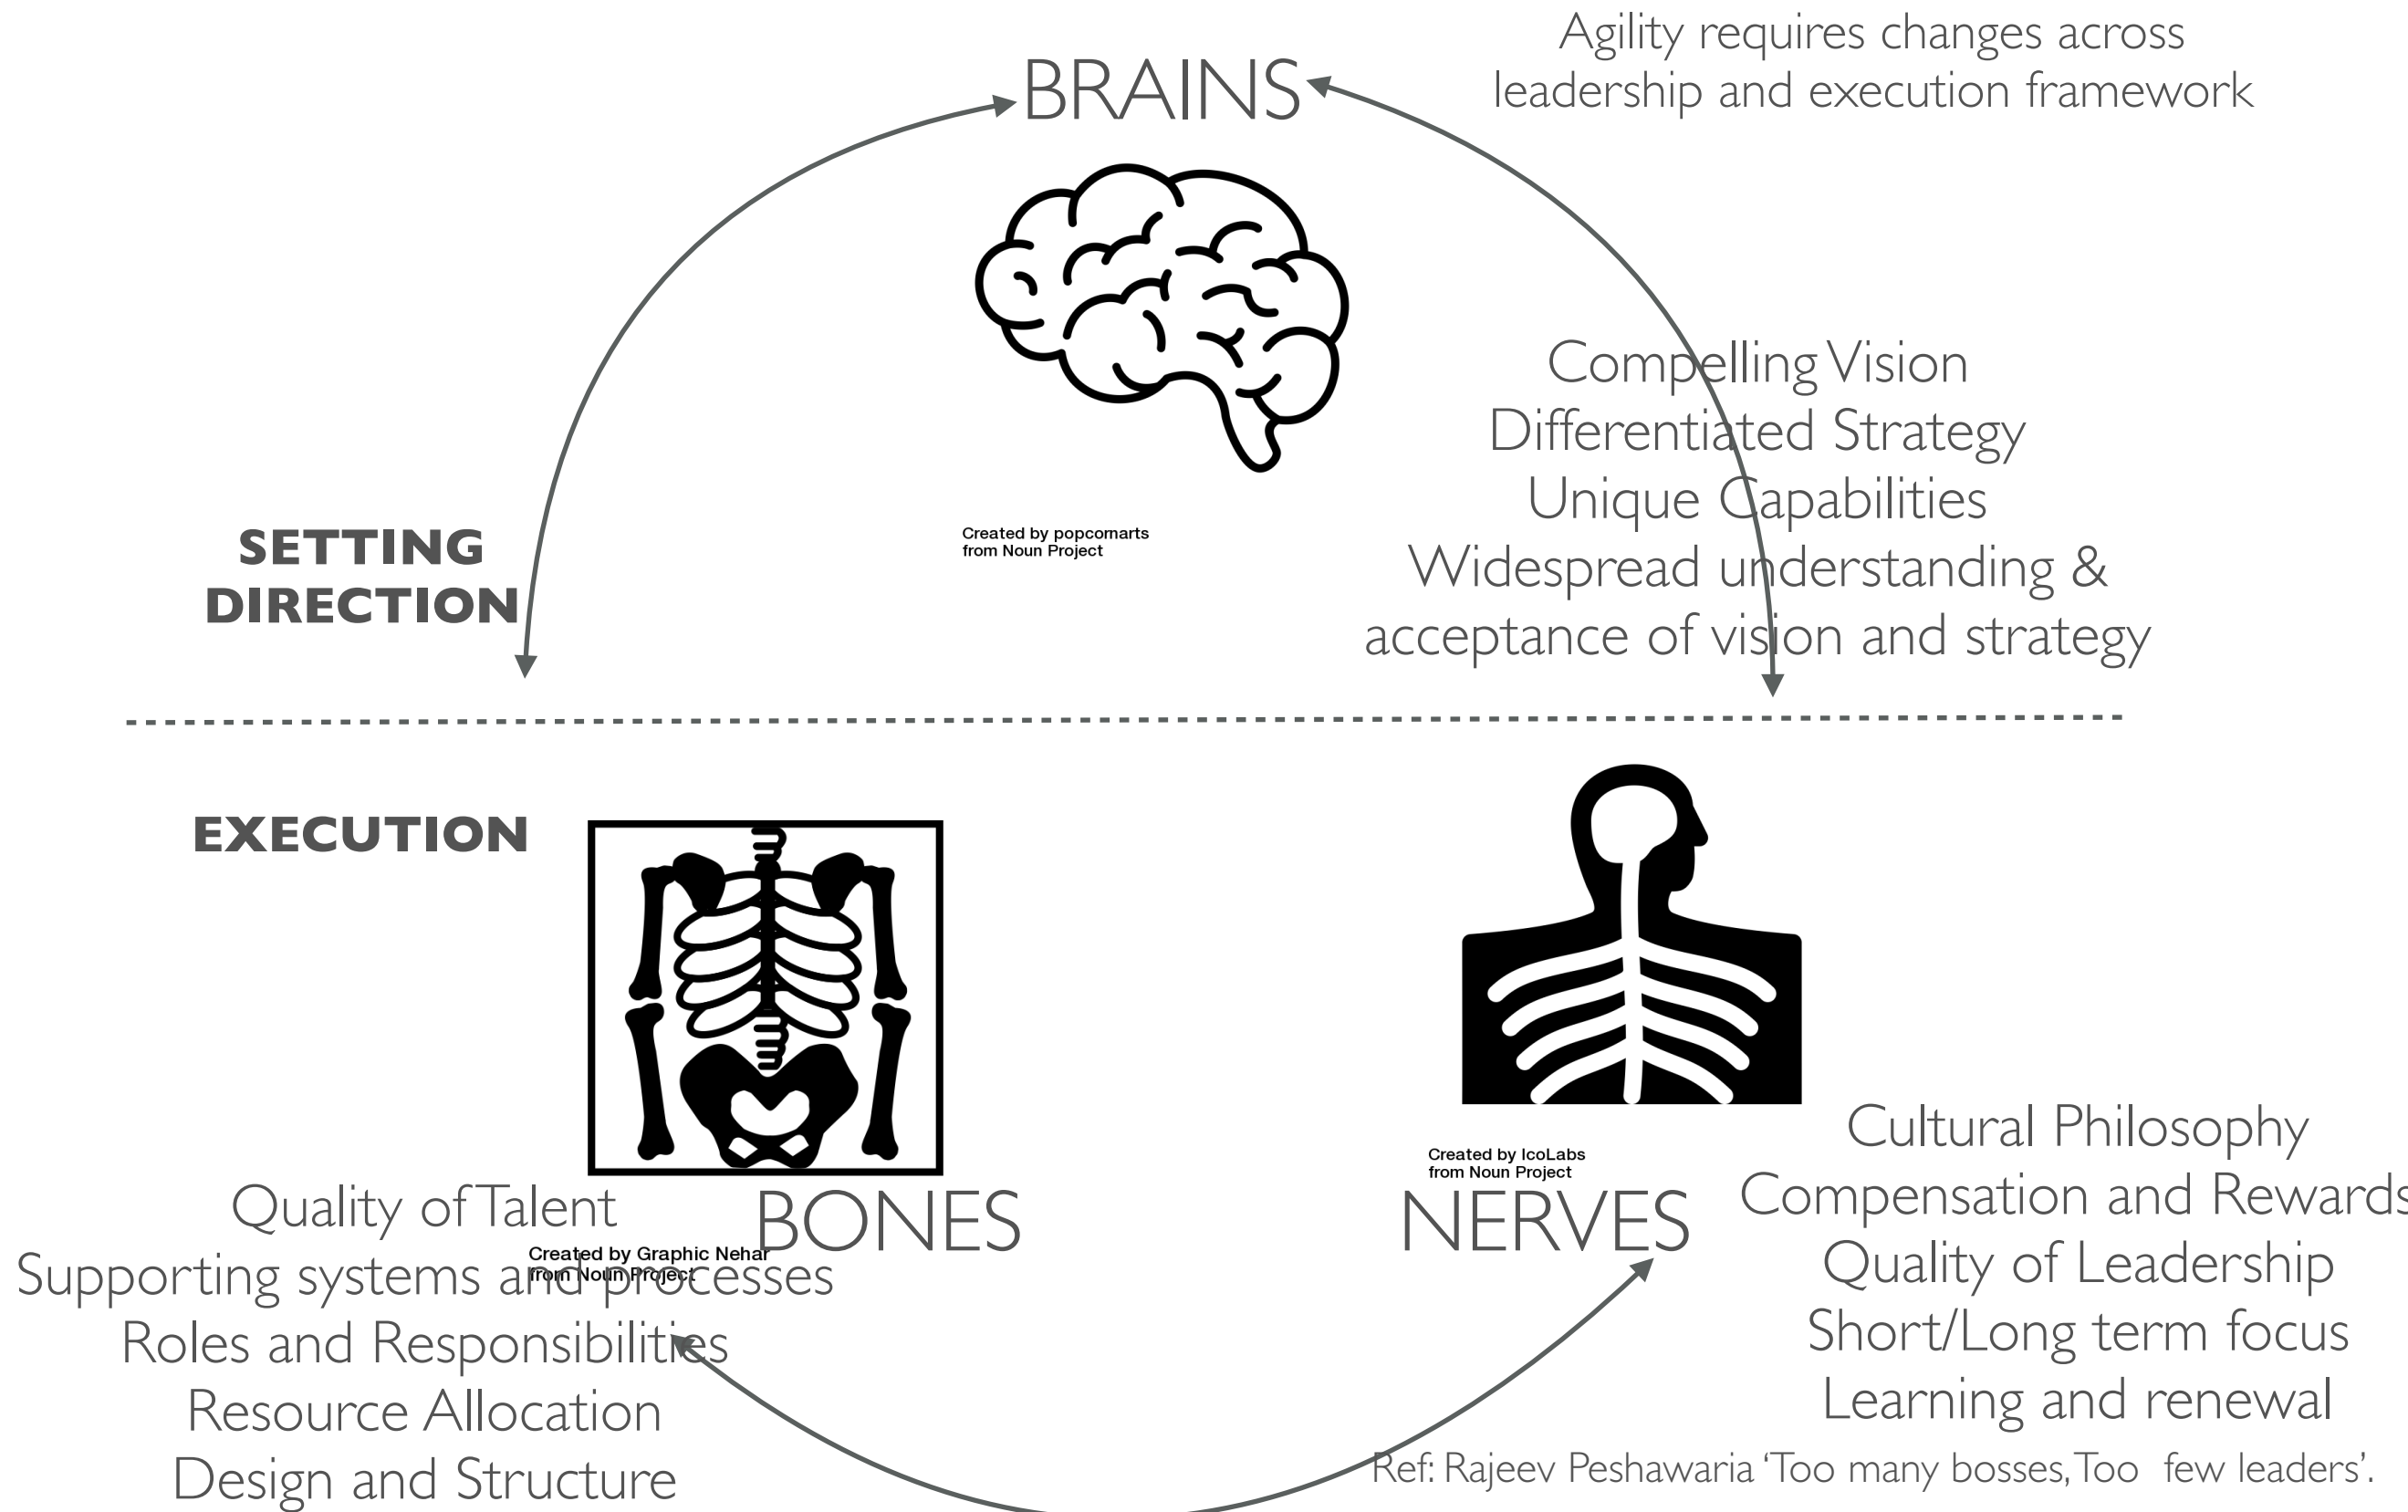 Agility requires changes across
leadership and execution framework
BRAINS
Compelling Vision
Differentiated Strategy
Unique Capabilities
Widespread understanding &
acceptance of vision and strategy
Created by popcornarts
from Noun Project
SETTING
DIRECTION
EXECUTION
Created by IcoLabs
from Noun Project
BONES
NERVES
Quality of Talent
Supporting systems and processes
Roles and Responsibilities
Resource Allocation
Design and Structure
Created by Graphic Nehar
from Noun Project
Cultural Philosophy
Compensation and Rewards
Quality of Leadership
Short/Long term focus
Learning and renewal
Ref: Rajeev Peshawaria ‘Too many bosses, Too few leaders’.